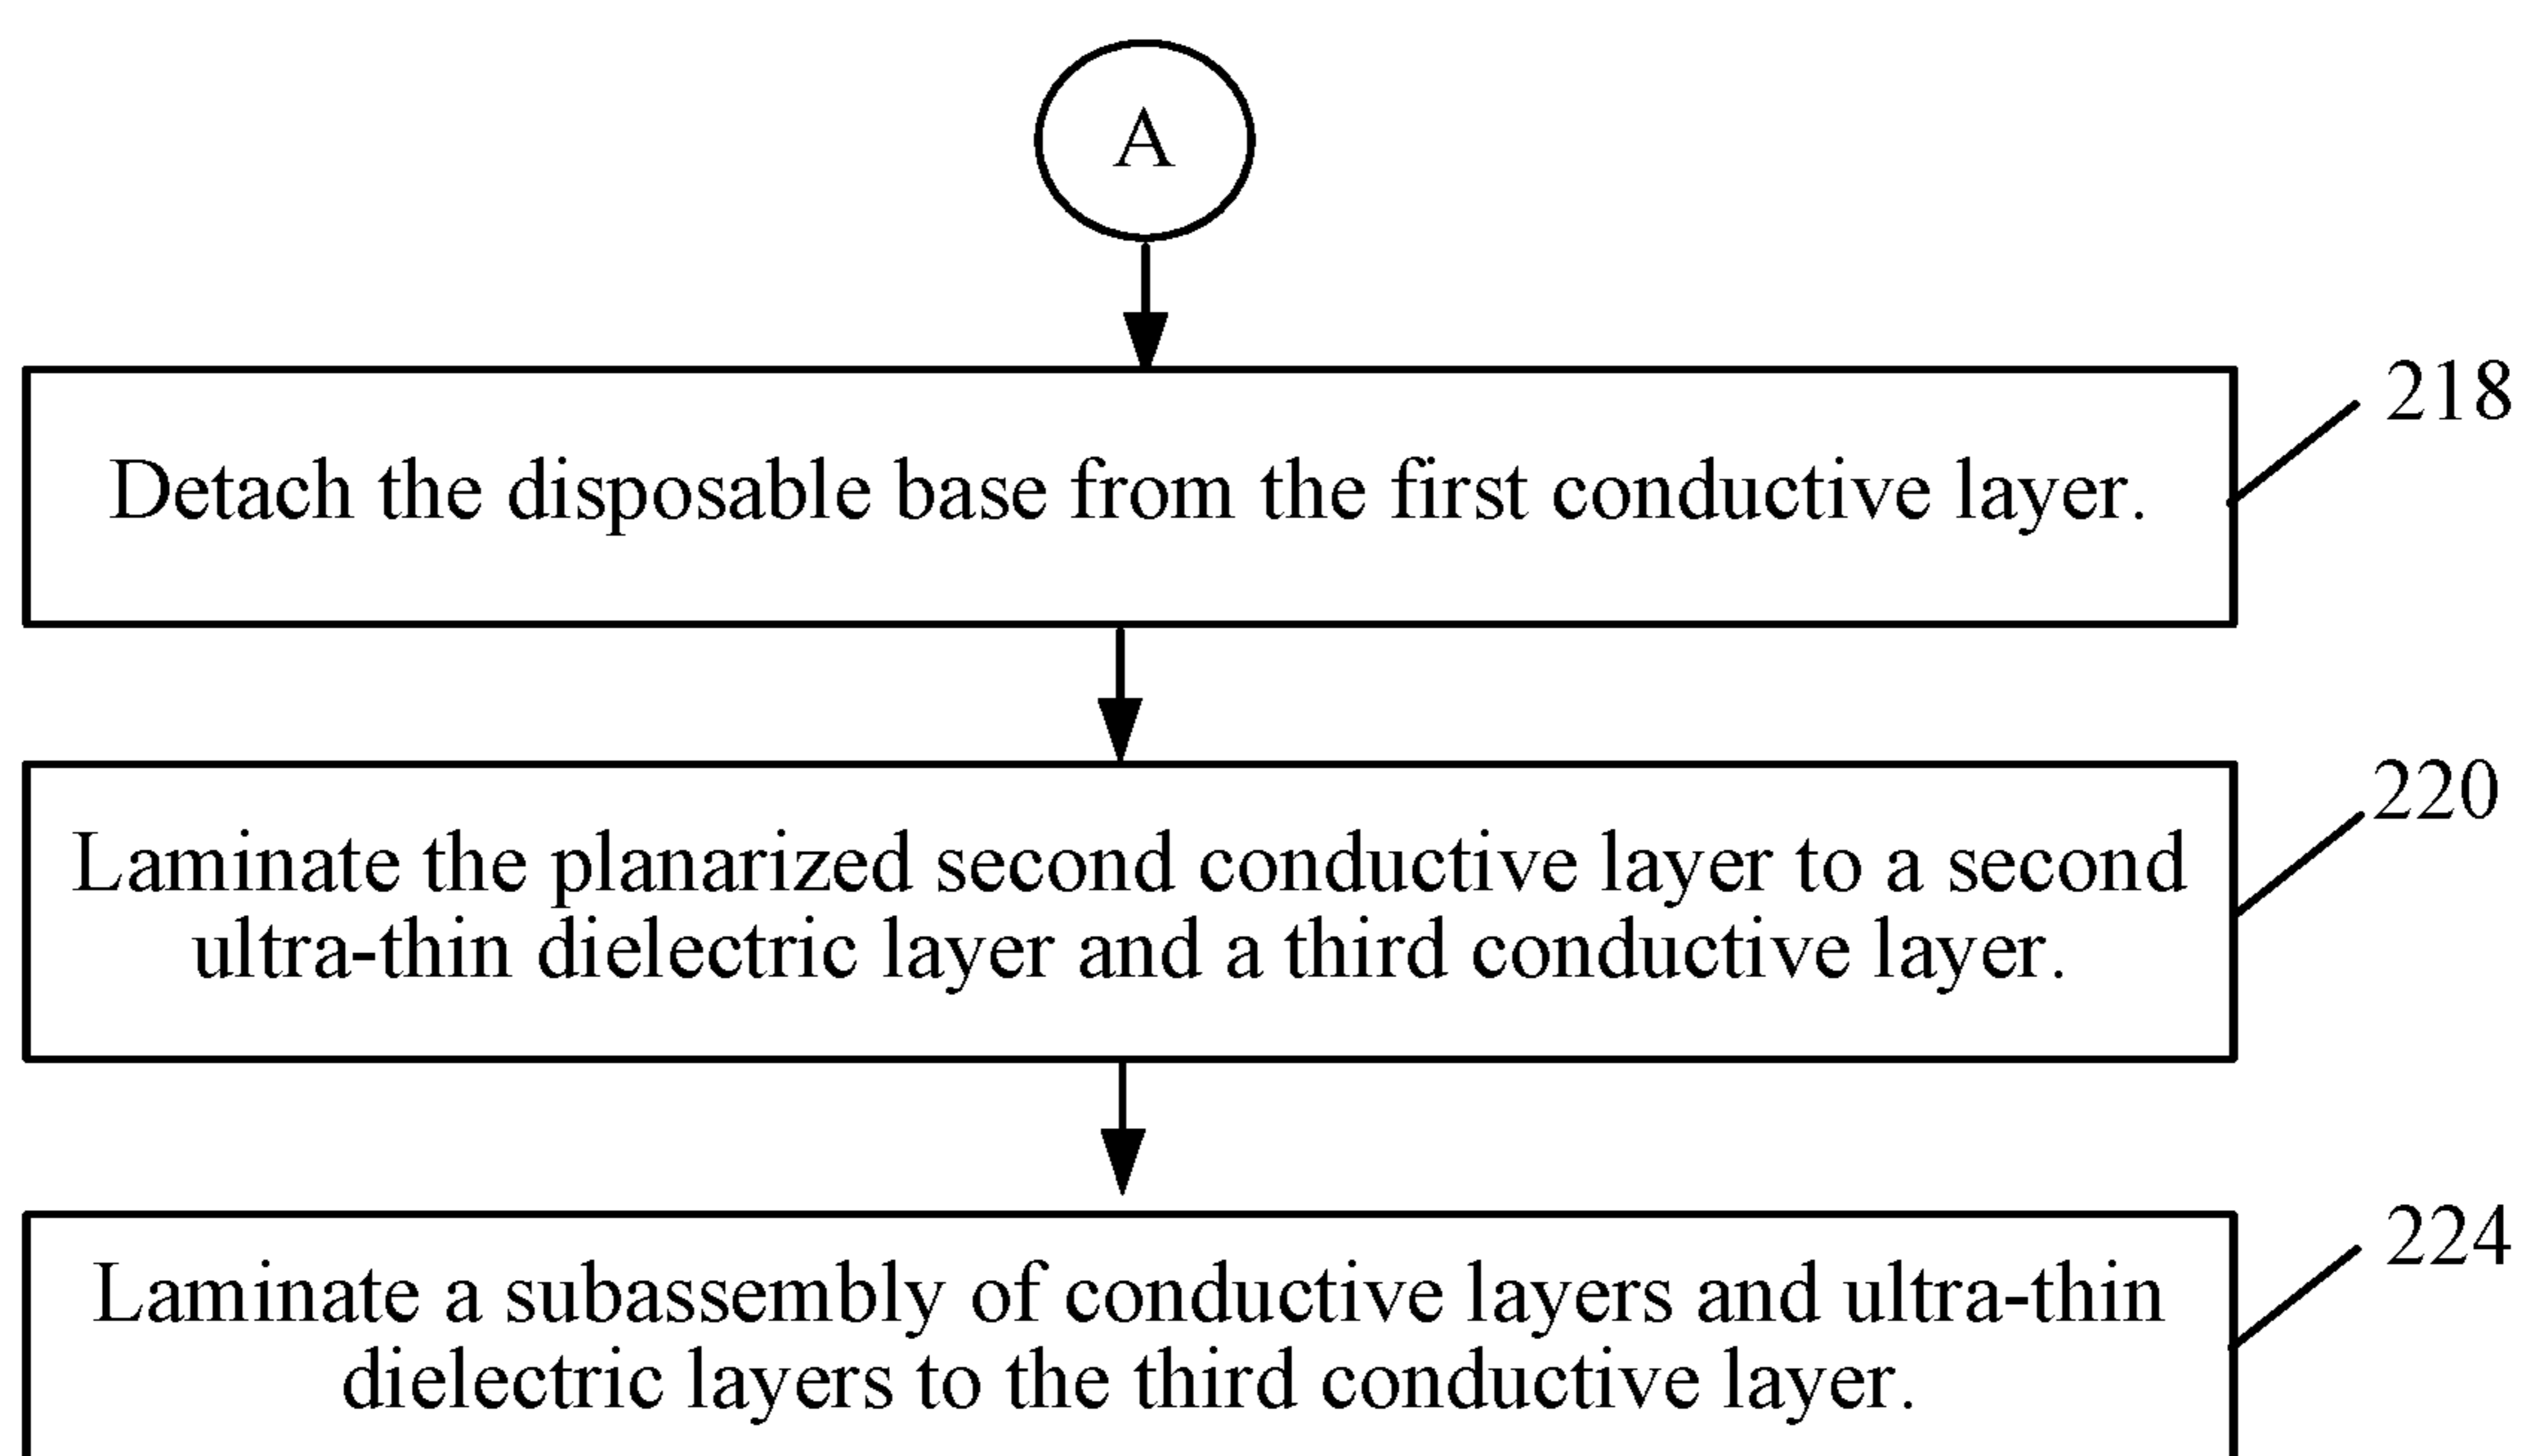 A
218
Detach the disposable base from the first conductive layer.
220
Laminate the planarized second conductive layer to a second
ultra-thin dielectric layer and a third conductive layer.
224
Laminate a subassembly of conductive layers and ultra-thin
dielectric layers to the third conductive layer.